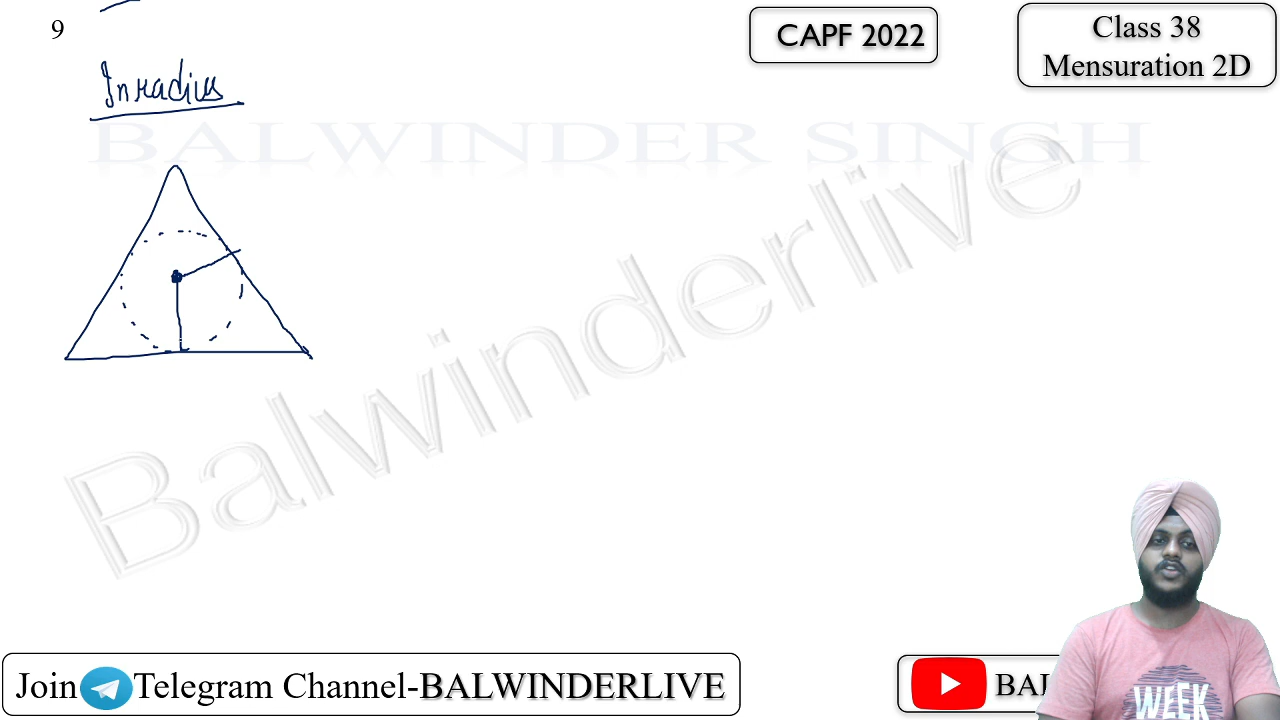 9
CAPF 2022
Class 38
Mensuration 2D
Inradius
BALWINDER SINGH
Balwinderlive
Join Telegram Channel-BALWINDERLIVE
BAL
WEEK